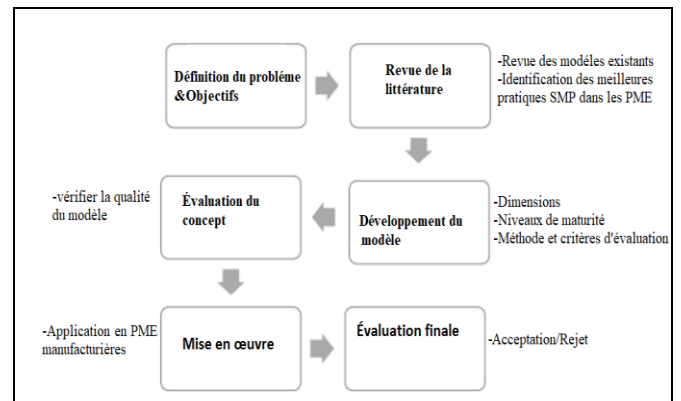 Définition du probléme
&Objectifs
Revue de la
littérature
-Revue des modéles existants
-Identification des meilleures
pratiques SMP dans les PME
-vérifier la qualité
du modèle
Évaluation du
concept
Développement du
modèle
-Dimensions
-Niveaux de maturité
-Méthode et critères d'évaluation
-Application en PME
manufacturières
Mise en œuvre
Évaluation finale
-Acceptation/Rejet